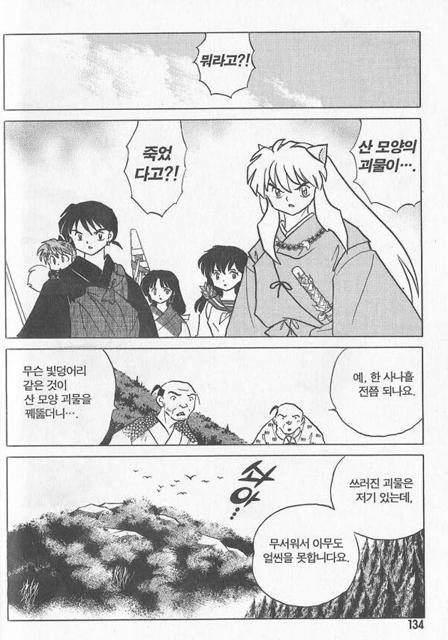 뭐라고?!
산 모양의
괴물이….
죽었
다고?!
예, 한 사나흘
전쯤 되나요.
무슨 빛덩어리
같은 것이
산 모양 괴물을
꿰뚫더니….
쓰러진 괴물은
저기 있는데,
무서워서 아무도
얼씬을 못합니다요.
솨
아…
134